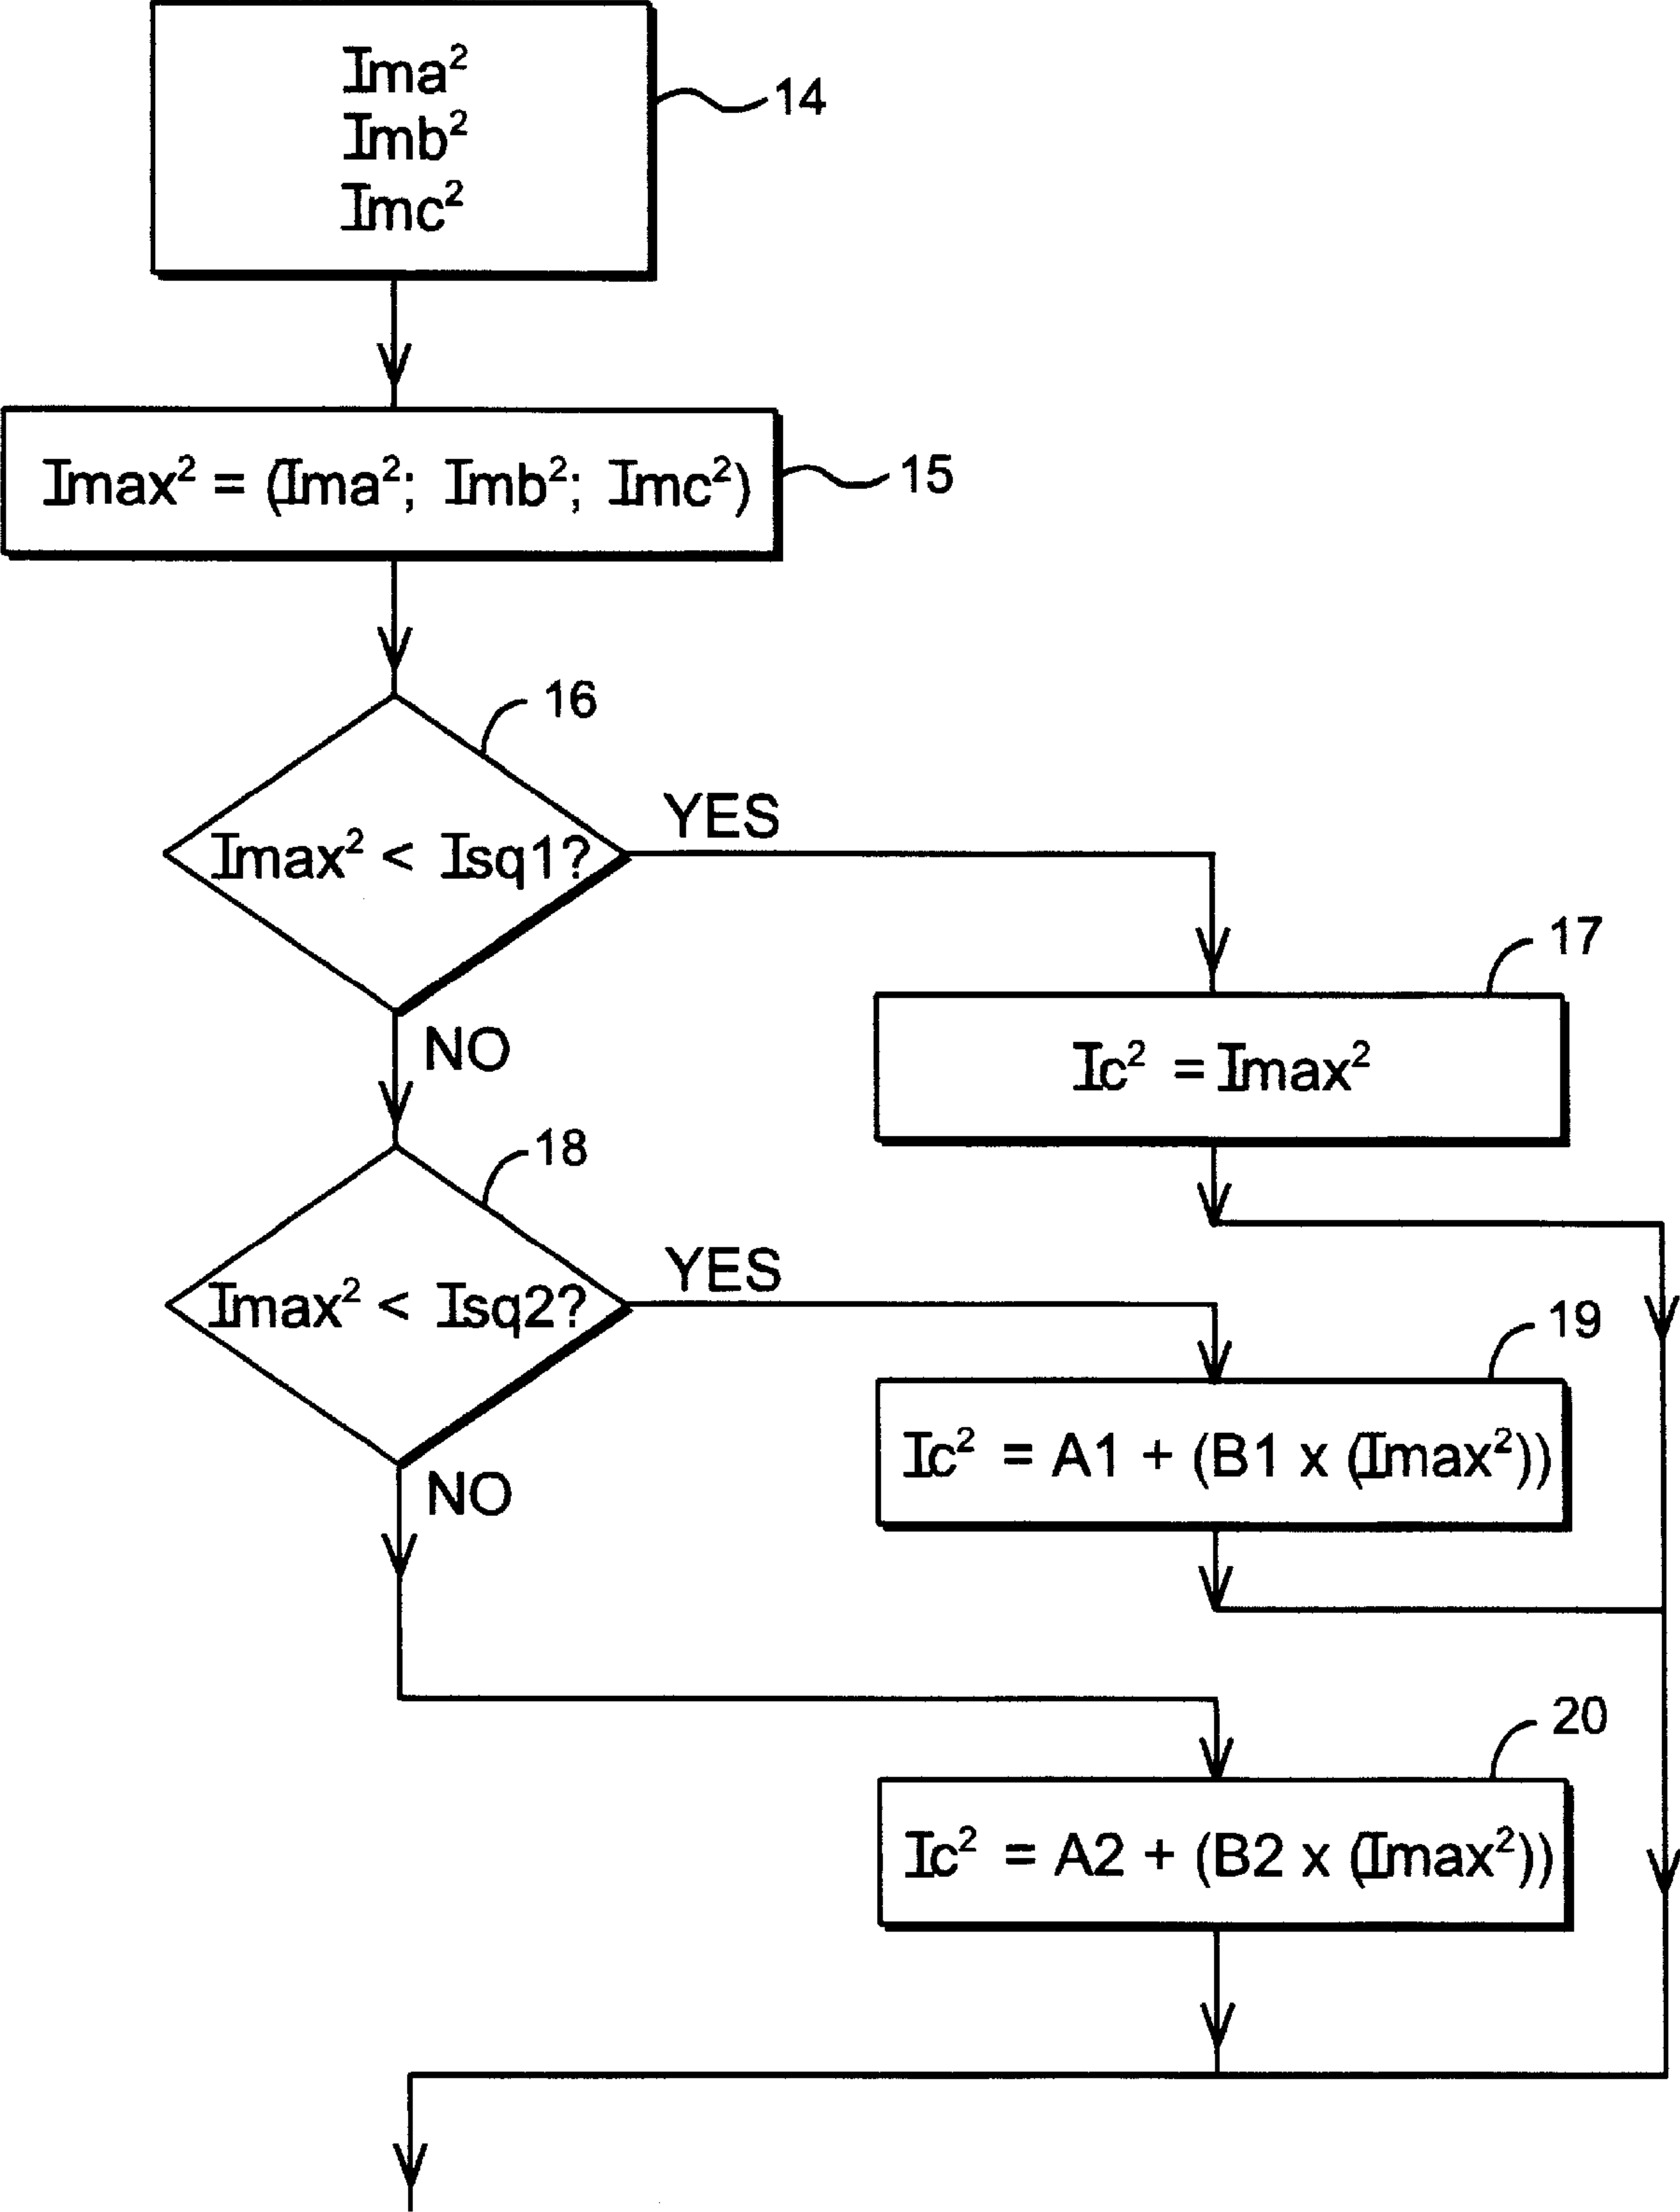 Ima²
Imb²
Imc²
14
Imax² = (Ima²; Imb²; Imc²)
15
16
Imax² < Isq1?
YES
NO
17
Ic² = Imax²
18
Imax² < Isq2?
YES
NO
19
Ic² = A1 + (B1 x (Imax²))
20
Ic² = A2 + (B2 x (Imax²))